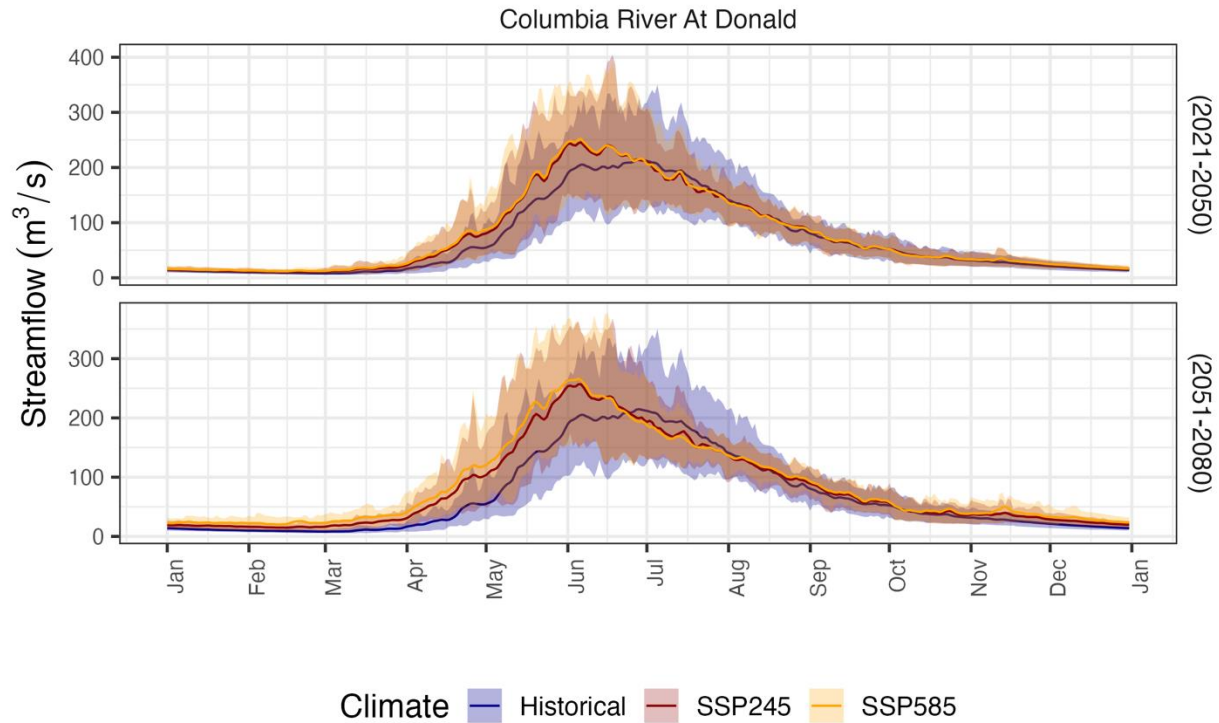 Columbia River At Donald
Streamflow (m³/s)
400
300
200
100
0
(2021-2050)
300
200
100
0
(2051-2080)
Jan Feb Mar Apr May Jun Jul Aug Sep Oct Nov Dec Jan
Climate Historical SSP245 SSP585